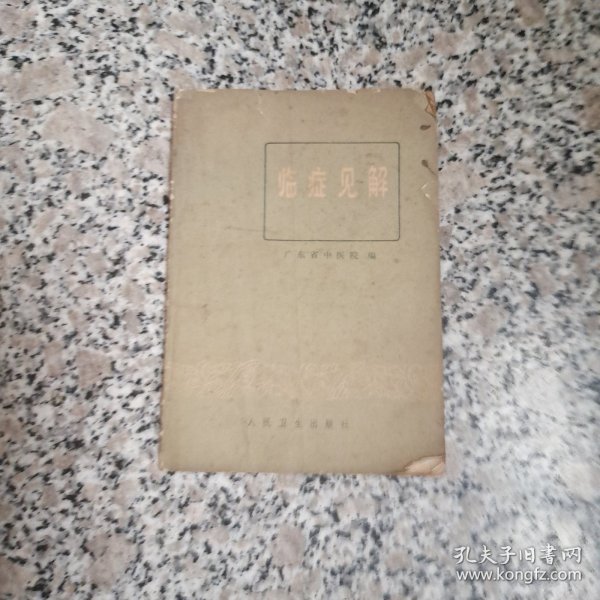 临症见解
广东省中医院 编
人民卫生出版社
孔夫子旧书网
www.kongfz.com